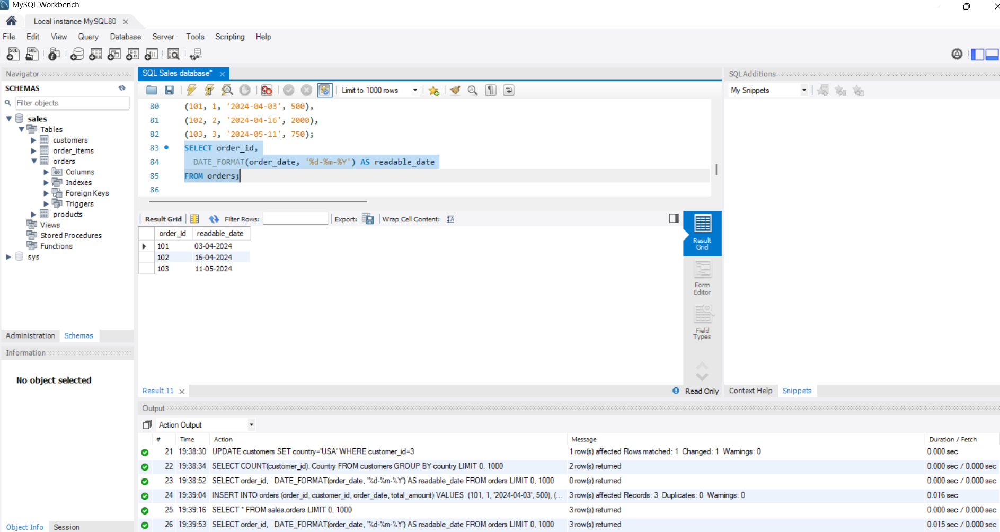 MySQL Workbench
Local instance MySQL80
File Edit View Query Database Server Tools Scripting Help
Navigator
SCHEMAS
Filter objects
sales
Tables
customers
order_items
orders
Columns
Indexes
Foreign Keys
Triggers
products
Views
Stored Procedures
Functions
sys
Administration Schemas
Information
No object selected
Object Info Session
SQL Sales database*
Limit to 1000 rows
80 (101, 1, '2024-04-03', 500),
81 (102, 2, '2024-04-16', 2000),
82 (103, 3, '2024-05-11', 750);
83 SELECT order_id,
84 DATE_FORMAT(order_date, '%d-%m-%Y') AS readable_date
85 FROM orders;
86
Result Grid Filter Rows: Export: Wrap Cell Content:
order_id readable_date
101 03-04-2024
102 16-04-2024
103 11-05-2024
Result Grid
Form Editor
Field Types
Result 11 Read Only
SQLAdditions
My Snippets
Context Help Snippets
Output
Action Output
# Time Action Message Duration / Fetch
21 19:38:30 UPDATE customers SET country='USA' WHERE customer_id=3 1 row(s) affected Rows matched: 1 Changed: 1 Warnings: 0 0.000 sec
22 19:38:34 SELECT COUNT(customer_id), Country FROM customers GROUP BY country LIMIT 0, 1000 2 row(s) returned 0.000 sec / 0.000 sec
23 19:38:52 SELECT order_id, DATE_FORMAT(order_date, '%d-%m-%Y') AS readable_date FROM orders LIMIT 0, 1000 0 row(s) returned 0.000 sec / 0.000 sec
24 19:39:04 INSERT INTO orders (order_id, customer_id, order_date, total_amount) VALUES (101, 1, '2024-04-03', 500), (... 3 row(s) affected Records: 3 Duplicates: 0 Warnings: 0 0.016 sec
25 19:39:16 SELECT * FROM sales.orders LIMIT 0, 1000 3 row(s) returned 0.000 sec / 0.000 sec
26 19:39:53 SELECT order_id, DATE_FORMAT(order_date, '%d-%m-%Y') AS readable_date FROM orders LIMIT 0, 1000 3 row(s) returned 0.015 sec / 0.000 sec